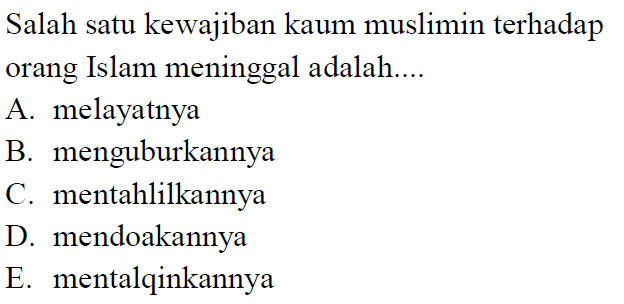 Salah satu kewajiban kaum muslimin terhadap
orang Islam meninggal adalah....
A. melayatnya
B. menguburkannya
C. mentahlilkannya
D. mendoakannya
E. mentalqinkannya